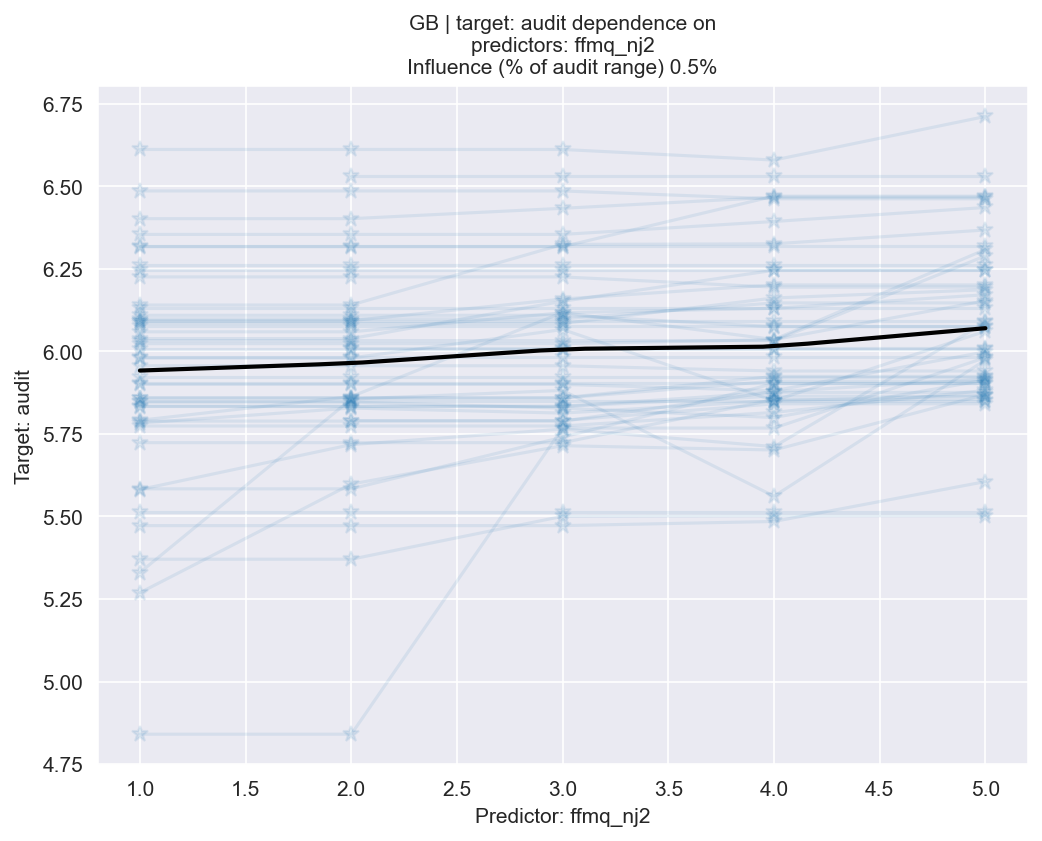 GB | target: audit dependence on
predictors: ffmq_nj2
Influence (% of audit range) 0.5%
6.75
6.50
6.25
6.00
5.75
5.50
5.25
5.00
4.75
Target: audit
1.0 1.5 2.0 2.5 3.0 3.5 4.0 4.5 5.0
Predictor: ffmq_nj2